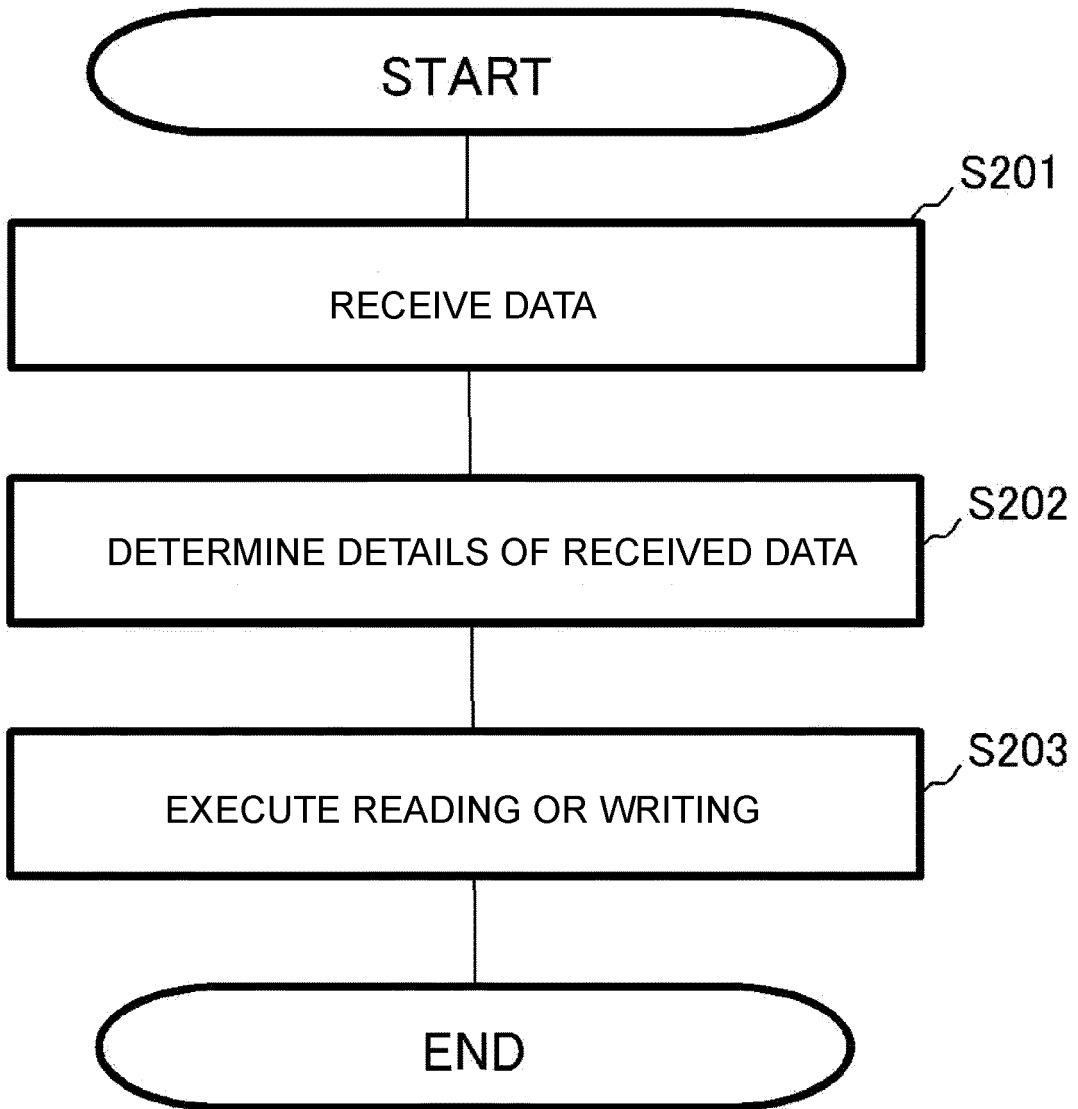 START
S201
RECEIVE DATA
S202
DETERMINE DETAILS OF RECEIVED DATA
S203
EXECUTE READING OR WRITING
END